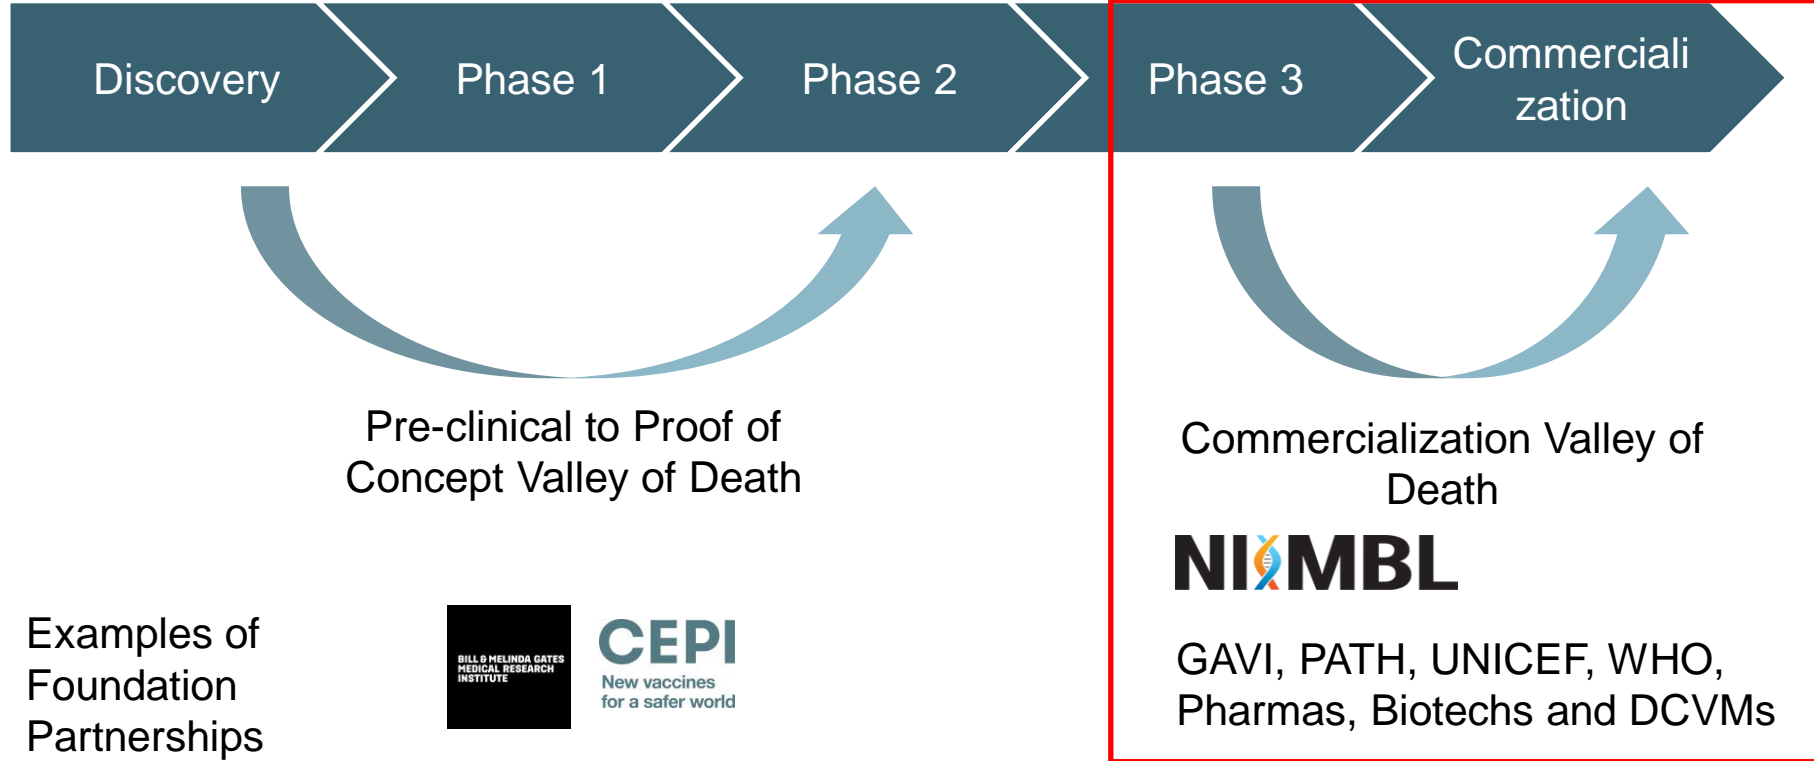 Discovery
Phase 1
Phase 2
Phase 3
Commerciali
zation
Pre-clinical to Proof of
Concept Valley of Death
Commercialization Valley of
Death
NIIMBL
Examples of
Foundation
Partnerships
BILL & MELINDA GATES
MEDICAL RESEARCH
INSTITUTE
CEPI
New vaccines
for a safer world
GAVI, PATH, UNICEF, WHO,
Pharmas, Biotechs and DCVMs